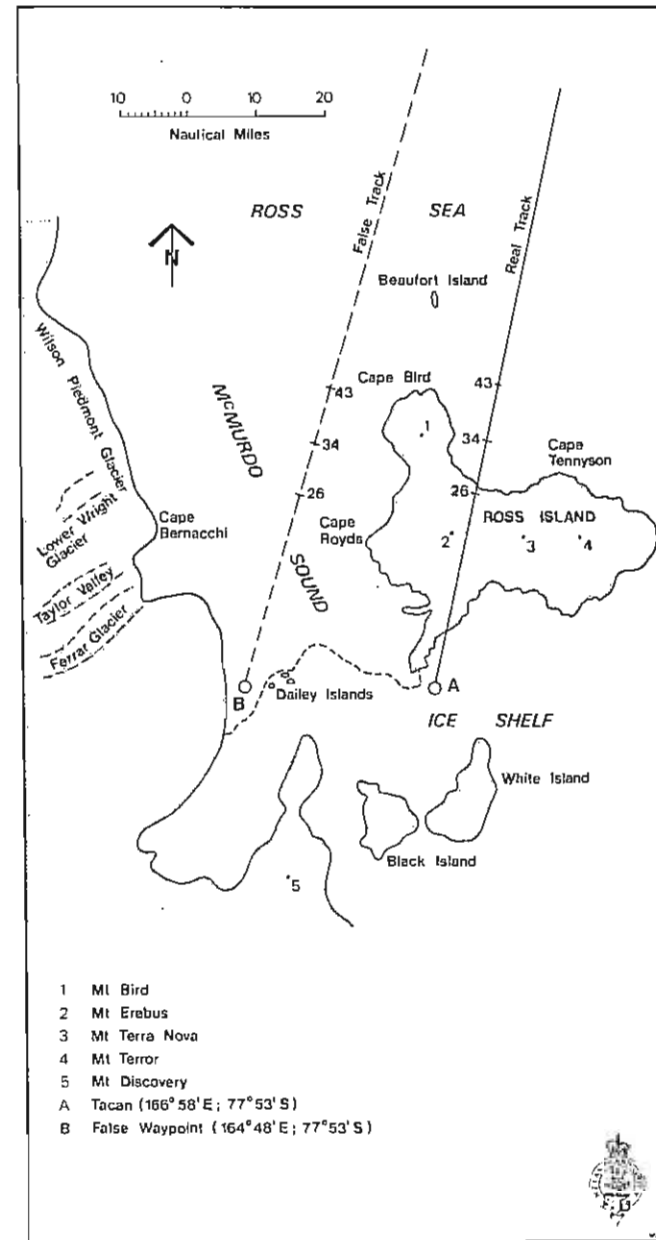 10 0 10 20
Nautical Miles
N
ROSS SEA
False Track
Real Track
Beaufort Island
Wilson Piedmont Glacier
McMURDO SOUND
Cape Bird
43
34
26
43
34
26
1
Cape
Tennyson
Lower Wright
Glacier
Cape
Bernacchi
Cape
Royds
ROSS ISLAND
2
3
4
Taylor Valley
Ferrar Glacier
B
Dailey Islands
A
ICE SHELF
White Island
Black Island
5
1 Mt Bird
2 Mt Erebus
3 Mt Terra Nova
4 Mt Terror
5 Mt Discovery
A Tacan (166° 58'E ; 77° 53'S)
B False Waypoint (164° 48'E ; 77° 53'S)